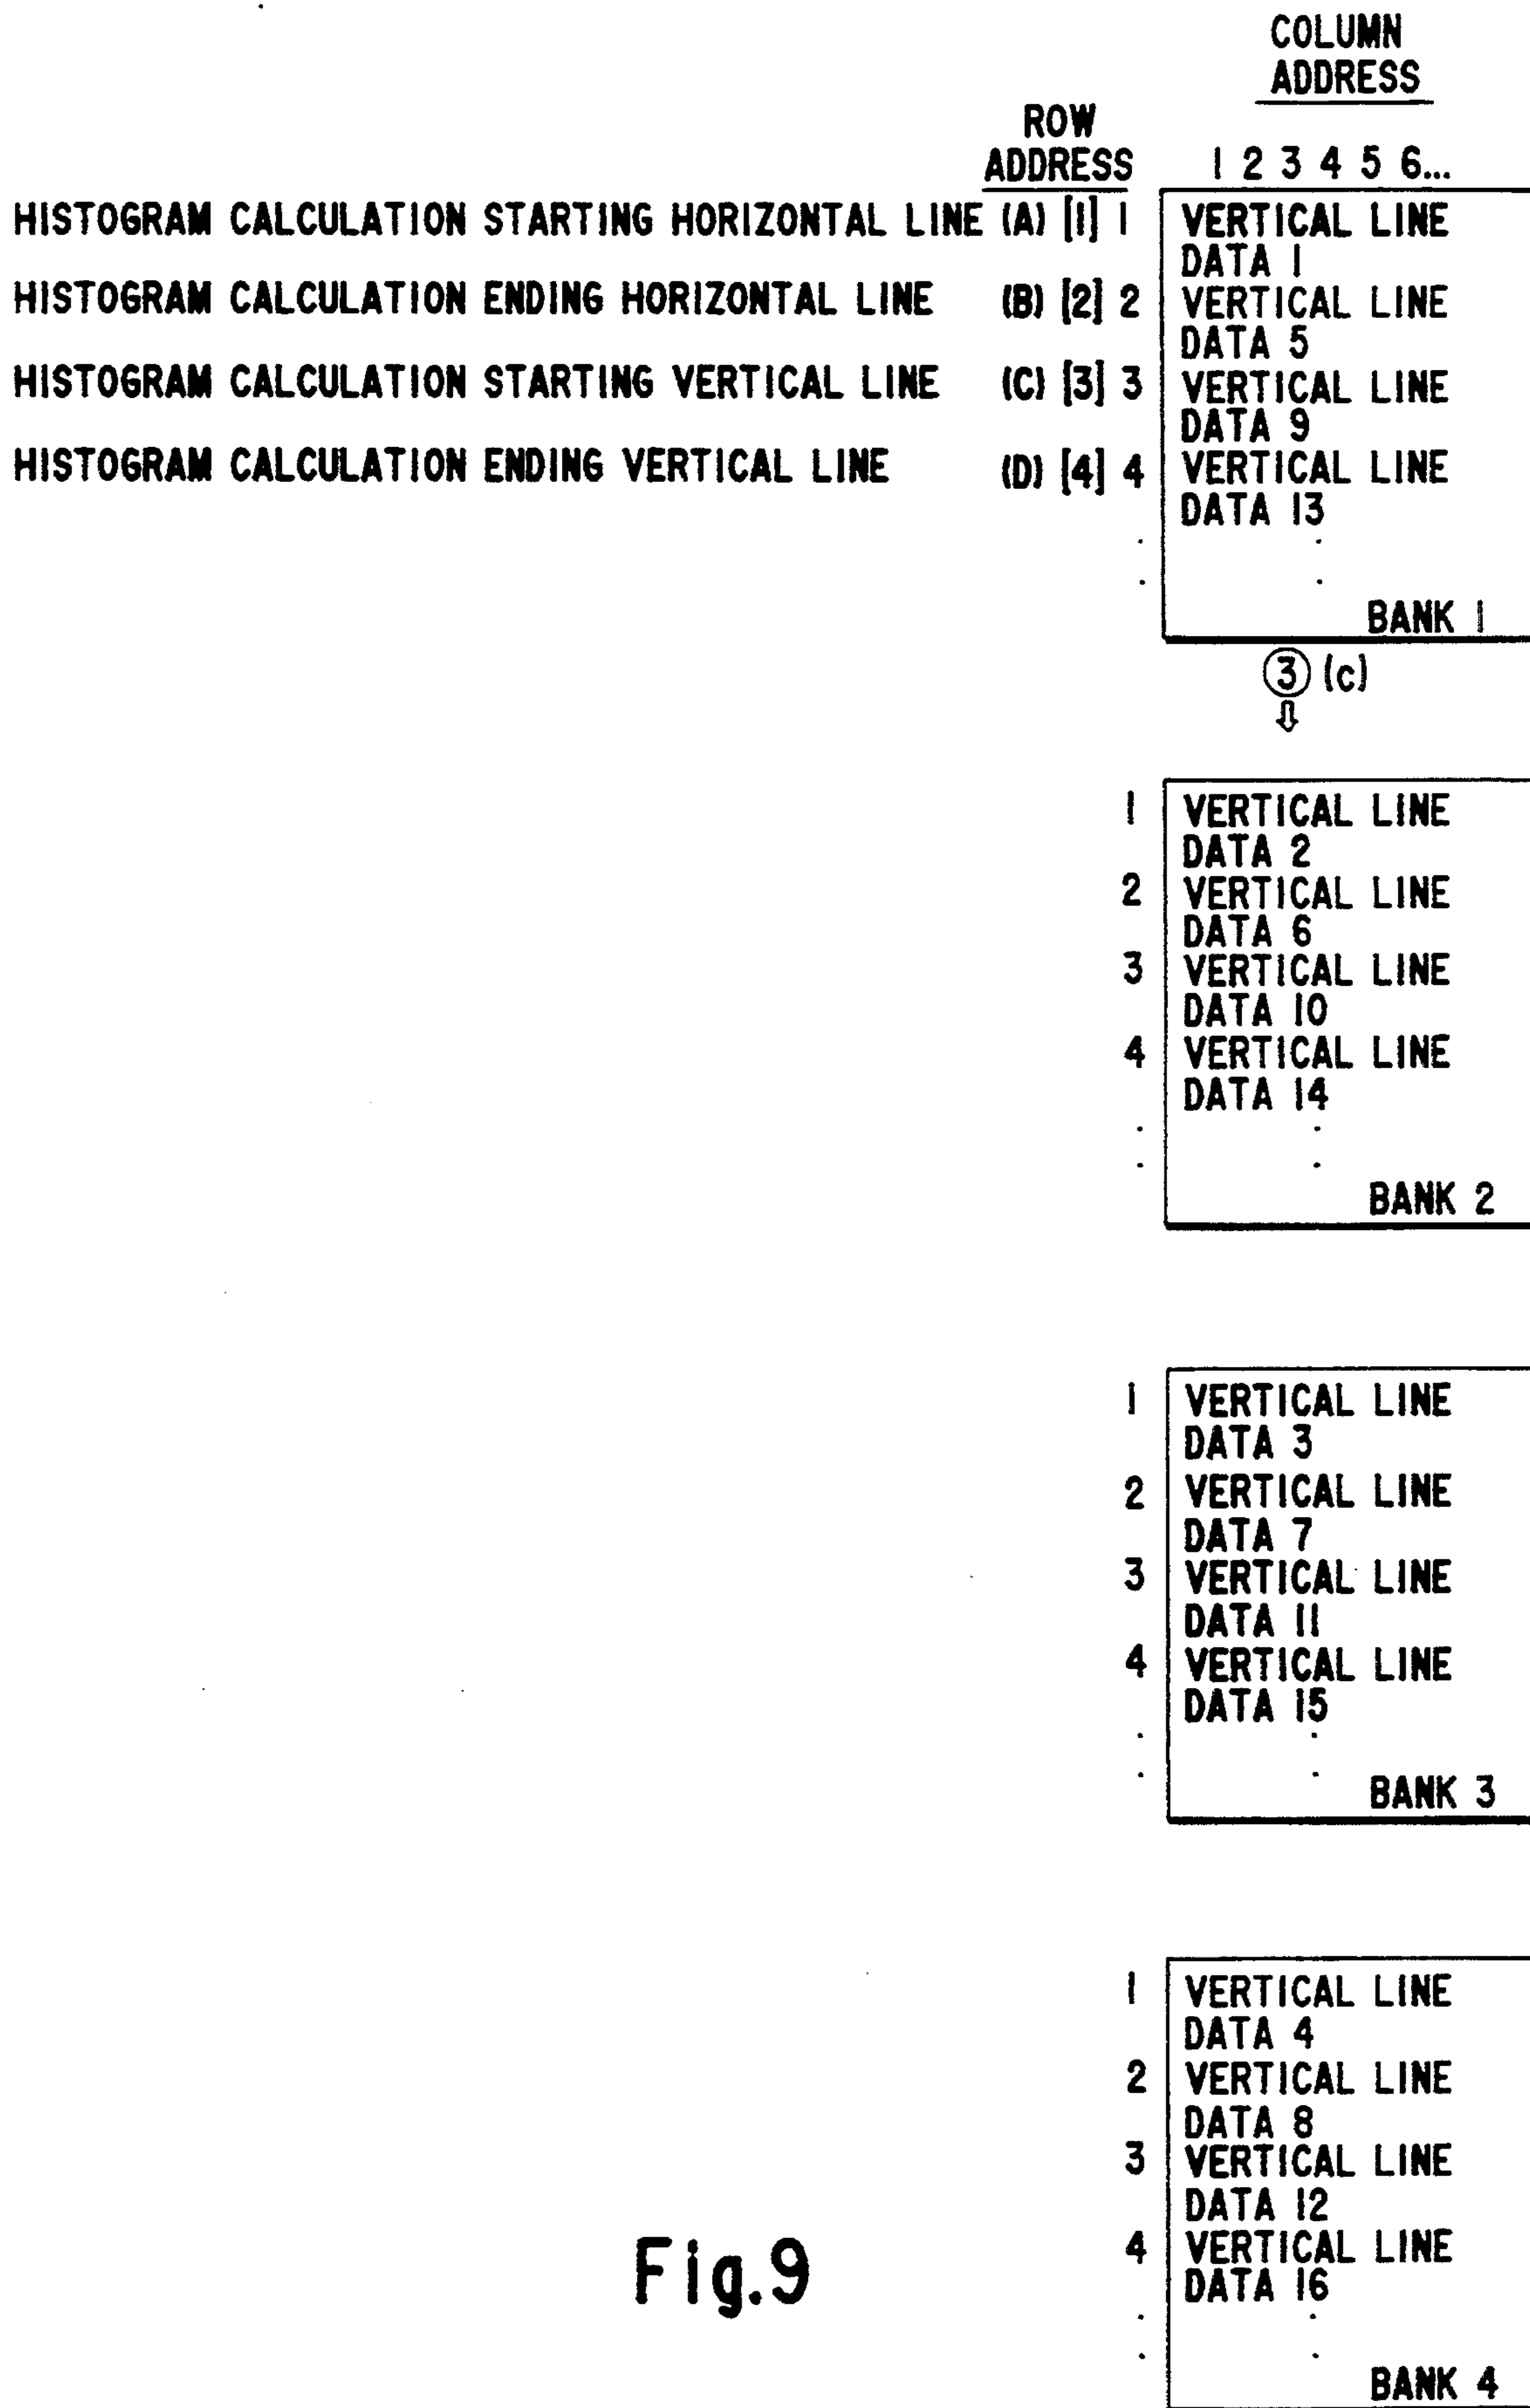 COLUMN
ADDRESS
ROW
ADDRESS
1 2 3 4 5 6...
HISTOGRAM CALCULATION STARTING HORIZONTAL LINE (A) [1] 1 VERTICAL LINE
DATA 1
HISTOGRAM CALCULATION ENDING HORIZONTAL LINE (B) [2] 2 VERTICAL LINE
DATA 5
HISTOGRAM CALCULATION STARTING VERTICAL LINE (C) [3] 3 VERTICAL LINE
DATA 9
HISTOGRAM CALCULATION ENDING VERTICAL LINE (D) [4] 4 VERTICAL LINE
DATA 13
BANK 1
③ (c)
⇩
1 VERTICAL LINE
DATA 2
2 VERTICAL LINE
DATA 6
3 VERTICAL LINE
DATA 10
4 VERTICAL LINE
DATA 14
BANK 2
1 VERTICAL LINE
DATA 3
2 VERTICAL LINE
DATA 7
3 VERTICAL LINE
DATA 11
4 VERTICAL LINE
DATA 15
BANK 3
1 VERTICAL LINE
DATA 4
2 VERTICAL LINE
DATA 8
3 VERTICAL LINE
DATA 12
4 VERTICAL LINE
DATA 16
BANK 4
Fig.9